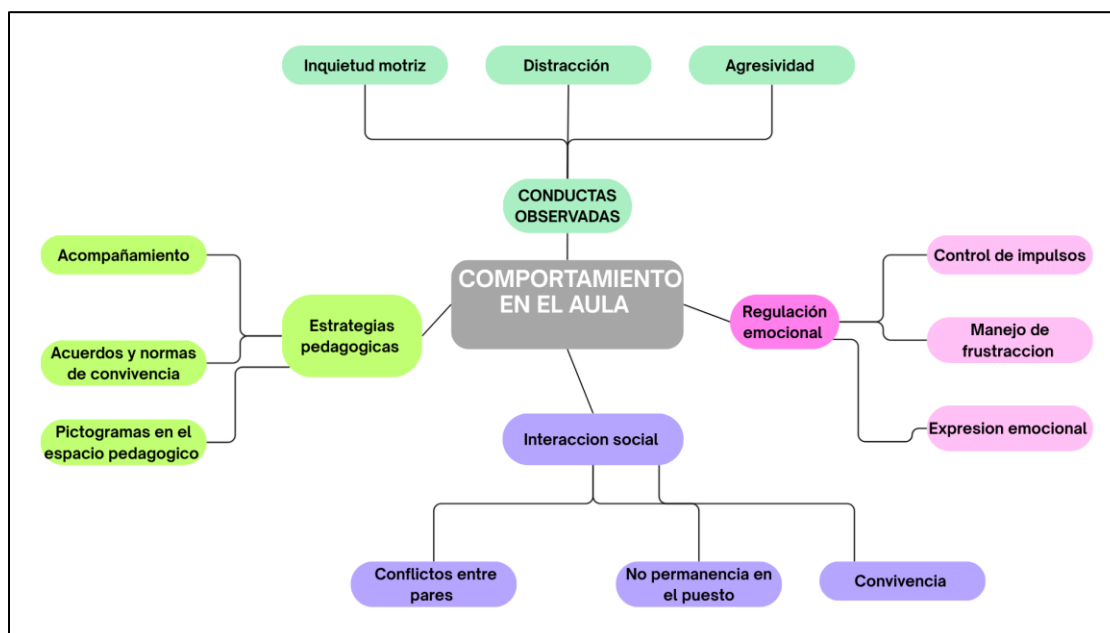 Inquietud motriz
Distracción
Agresividad
CONDUCTAS
OBSERVADAS
COMPORTAMIENTO
EN EL AULA
Acompañamiento
Estrategias
pedagogicas
Acuerdos y normas
de convivencia
Pictogramas en el
espacio pedagogico
Regulación
emocional
Control de impulsos
Manejo de
frustraccion
Expresion emocional
Interaccion social
Conflictos entre
pares
No permanencia en
el puesto
Convivencia